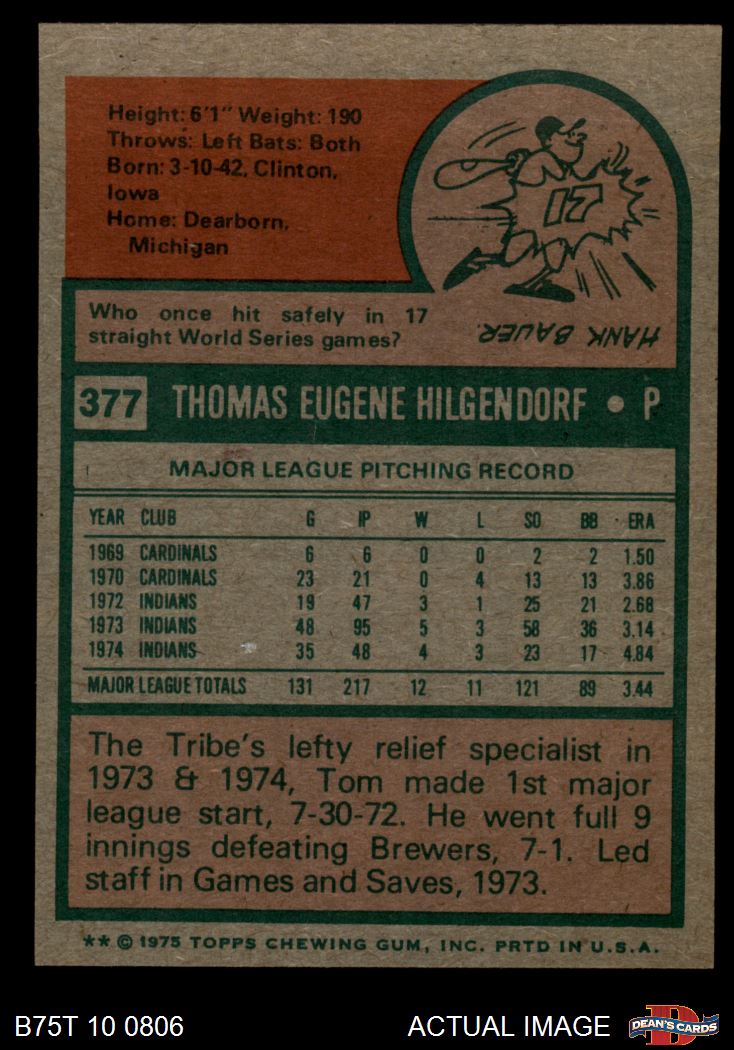 Height: 6'1" Weight: 190
Throws: Left Bats: Both
Born: 3-10-42, Clinton,
Iowa
Home: Dearborn,
Michigan
17
Who once hit safely in 17
straight World Series games?
HANK BAUER
377 THOMAS EUGENE HILGENDORF • P
MAJOR LEAGUE PITCHING RECORD
YEAR CLUB G IP W L SO BB ERA
1969 CARDINALS 6 6 0 0 2 2 1.50
1970 CARDINALS 23 21 0 4 13 13 3.86
1972 INDIANS 19 47 3 1 25 21 2.68
1973 INDIANS 48 95 5 3 58 36 3.14
1974 INDIANS 35 48 4 3 23 17 4.84
MAJOR LEAGUE TOTALS 131 217 12 11 121 89 3.44
The Tribe's lefty relief specialist in
1973 & 1974, Tom made 1st major
league start, 7-30-72. He went full 9
innings defeating Brewers, 7-1. Led
staff in Games and Saves, 1973.
** © 1975 TOPPS CHEWING GUM, INC. PRTD IN U.S.A.
B75T 10 0806 ACTUAL IMAGE D DEAN'S CARDS